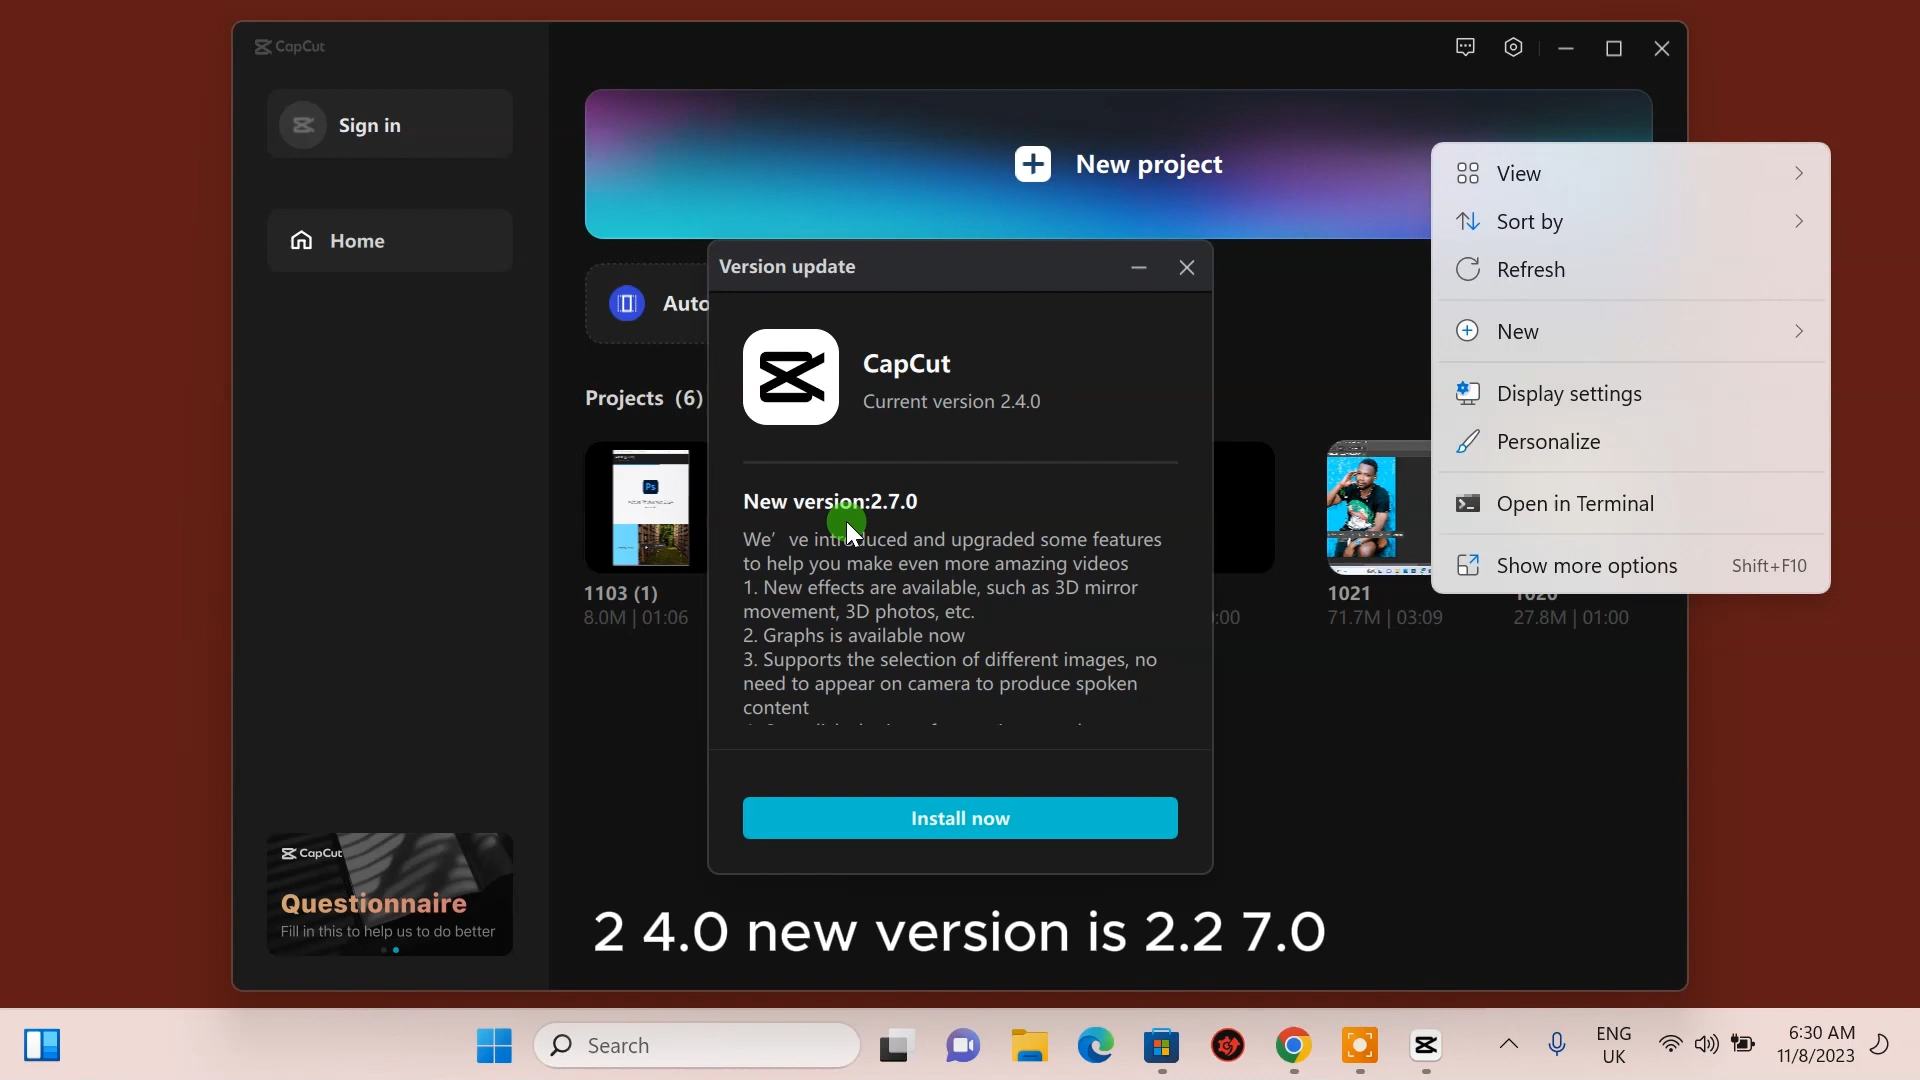 CapCut
Sign in
Home
New project
Auto
Projects (6)
1103 (1)
8.0M | 01:06
:00
1021
71.7M | 03:09
27.8M | 01:00
Version update
CapCut
Current version 2.4.0
New version:2.7.0
We’ ve introduced and upgraded some features
to help you make even more amazing videos
1. New effects are available, such as 3D mirror
movement, 3D photos, etc.
2. Graphs is available now
3. Supports the selection of different images, no
need to appear on camera to produce spoken
content
Install now
View
Sort by
Refresh
New
Display settings
Personalize
Open in Terminal
Show more options Shift+F10
CapCut
Questionnaire
Fill in this to help us to do better
Ps
2 4.0 new version is 2.2 7.0
Search
ENG
UK
6:30 AM
11/8/2023